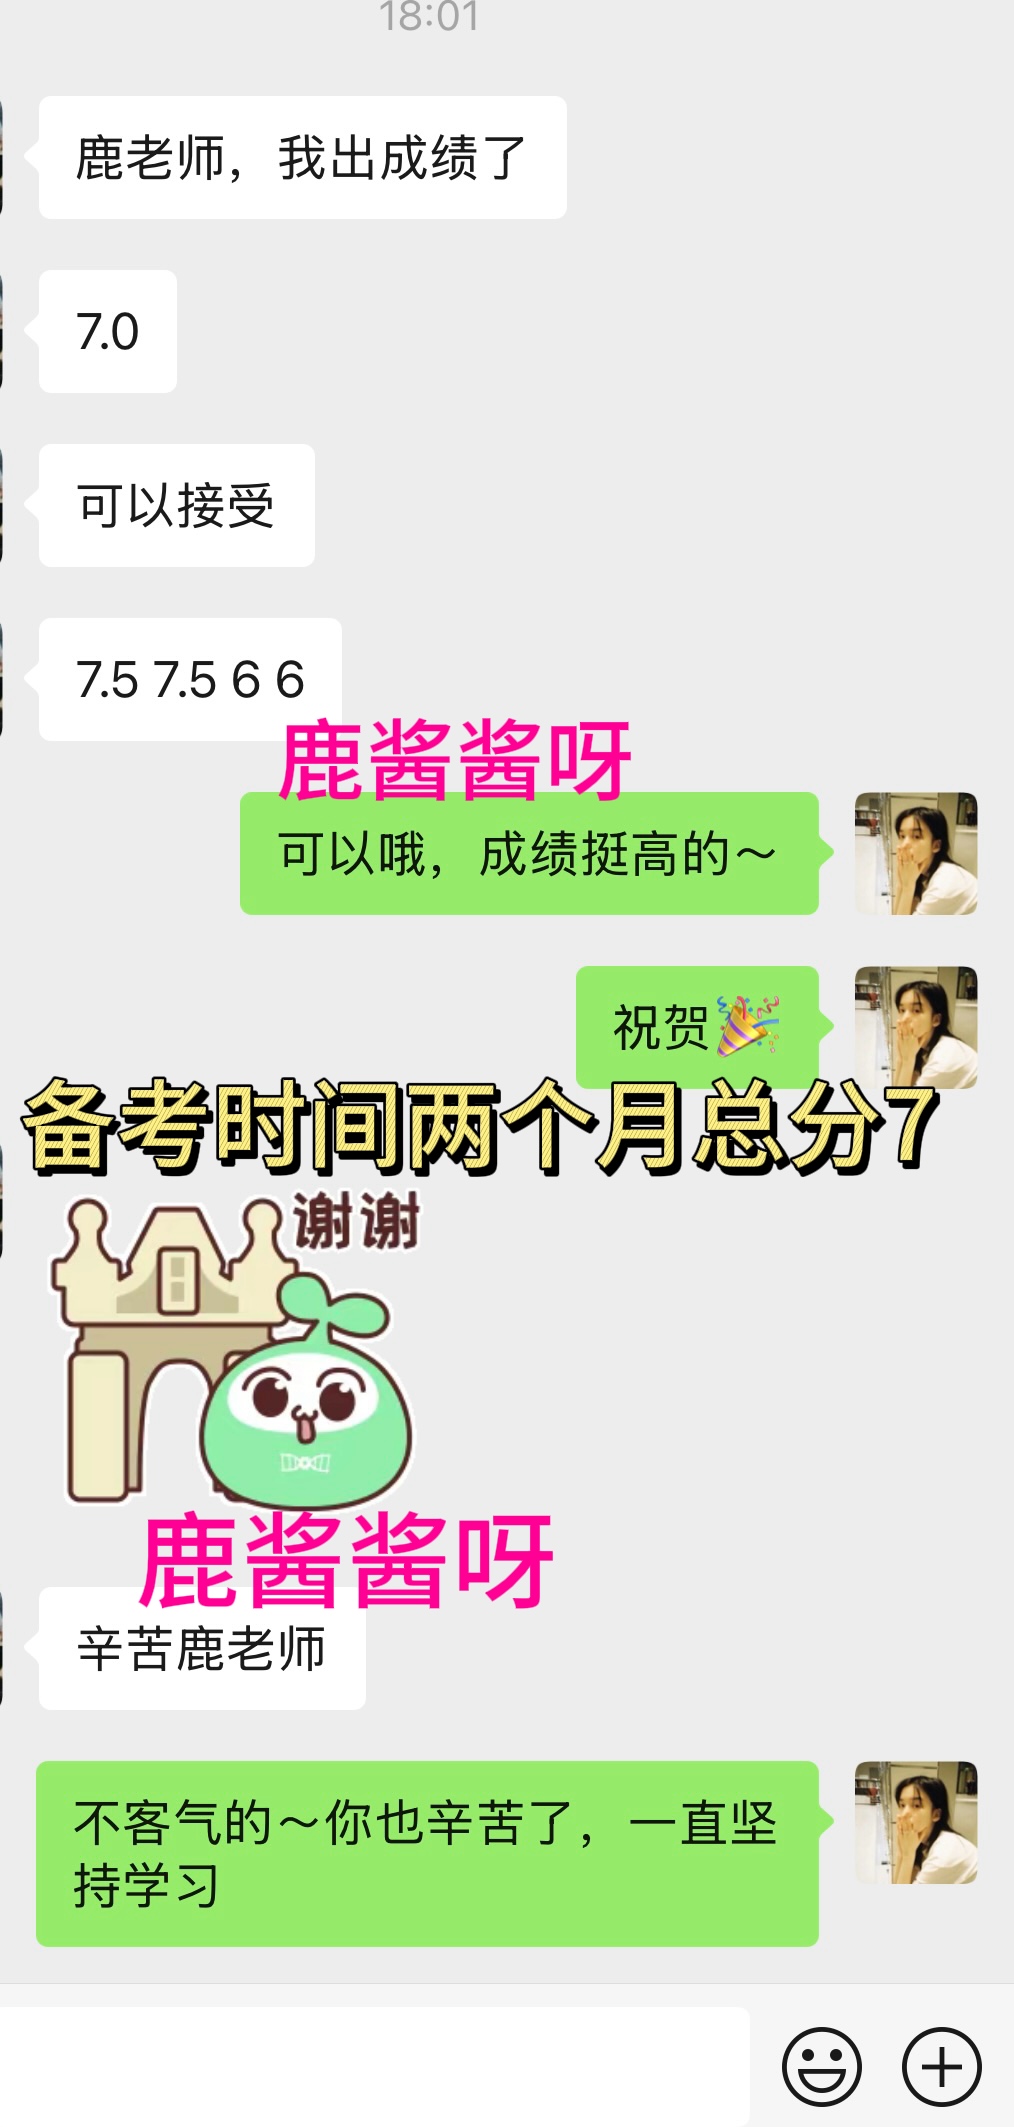 18:01
鹿老师，我出成绩了
7.0
可以接受
7.5 7.5 6 6
鹿酱酱呀
可以哦，成绩挺高的～
祝贺🎉
备考时间两个月总分7
谢谢
鹿酱酱呀
辛苦鹿老师
不客气的～你也辛苦了，一直坚
持学习